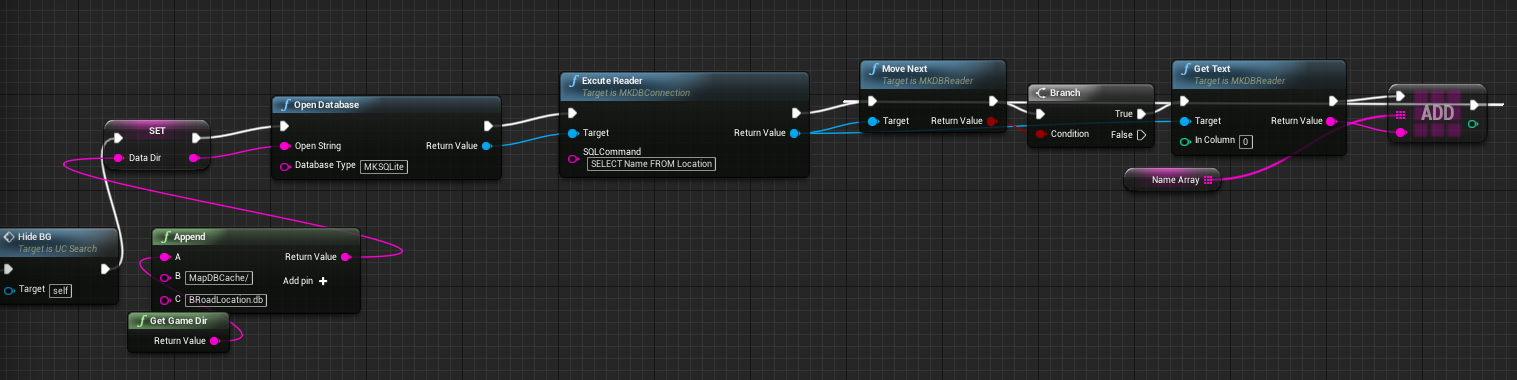 SET
Data Dir
f Open Database
Open String
Return Value
Database Type MKSQLite
f Excute Reader
Target is MKDBConnection
Target
Return Value
SQLCommand
SELECT Name FROM Location
f Move Next
Target is MKDBReader
Target
Return Value
Branch
True
Condition
False
f Get Text
Target is MKDBReader
Target
Return Value
In Column 0
ADD
Name Array
Hide BG
Target is UC Search
Target self
f Append
A
Return Value
B MapDBCache/
Add pin +
C BRoadLocation.db
f Get Game Dir
Return Value